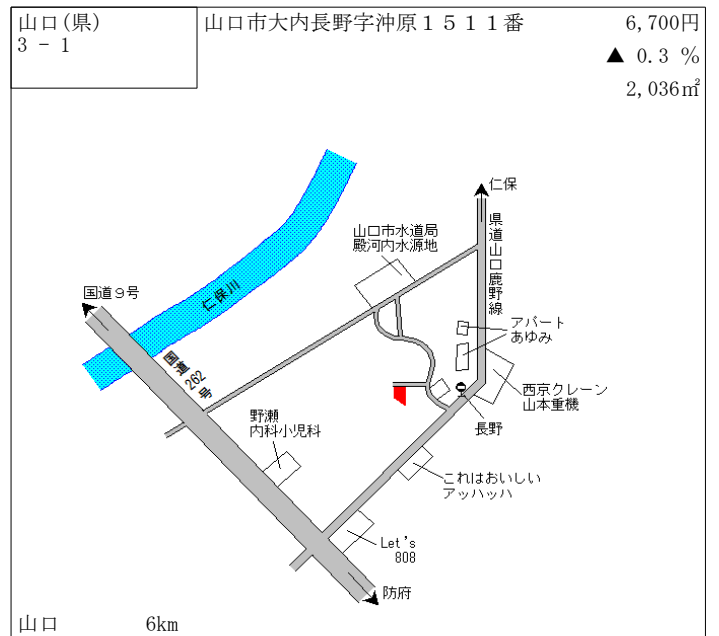 山口(県)
3 - 1
山口市大内長野字沖原１５１１番
6,700円
▲ 0.3 %
2,036㎡
仁保
県道山口鹿野線
山口市水道局
殿河内水源地
国道９号
仁保川
国道262号
アパート
あゆみ
西京クレーン
山本重機
長野
野瀬
内科小児科
これはおいしい
アッハッハ
Let's
808
防府
山口 6km